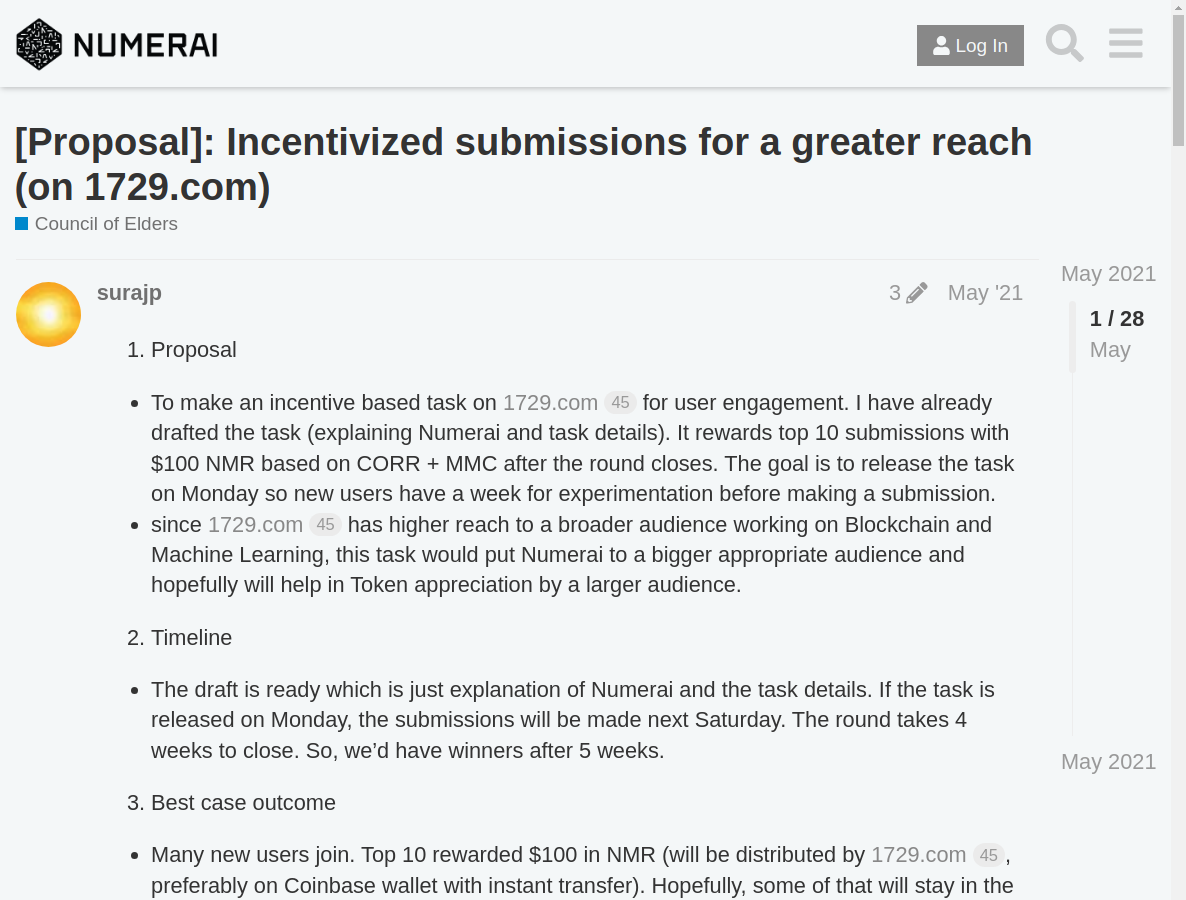 NUMERAI
Log In
[Proposal]: Incentivized submissions for a greater reach
(on 1729.com)
Council of Elders
surajp
3
May '21
May 2021
1 / 28
May
1. Proposal
To make an incentive based task on 1729.com 45 for user engagement. I have already
drafted the task (explaining Numerai and task details). It rewards top 10 submissions with
$100 NMR based on CORR + MMC after the round closes. The goal is to release the task
on Monday so new users have a week for experimentation before making a submission.
since 1729.com 45 has higher reach to a broader audience working on Blockchain and
Machine Learning, this task would put Numerai to a bigger appropriate audience and
hopefully will help in Token appreciation by a larger audience.
2. Timeline
The draft is ready which is just explanation of Numerai and the task details. If the task is
released on Monday, the submissions will be made next Saturday. The round takes 4
weeks to close. So, we’d have winners after 5 weeks.
May 2021
3. Best case outcome
Many new users join. Top 10 rewarded $100 in NMR (will be distributed by 1729.com 45 ,
preferably on Coinbase wallet with instant transfer). Hopefully, some of that will stay in the